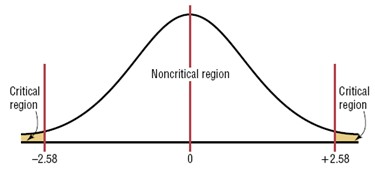 Noncritical region
Critical
region
Critical
region
–2.58
0
+2.58